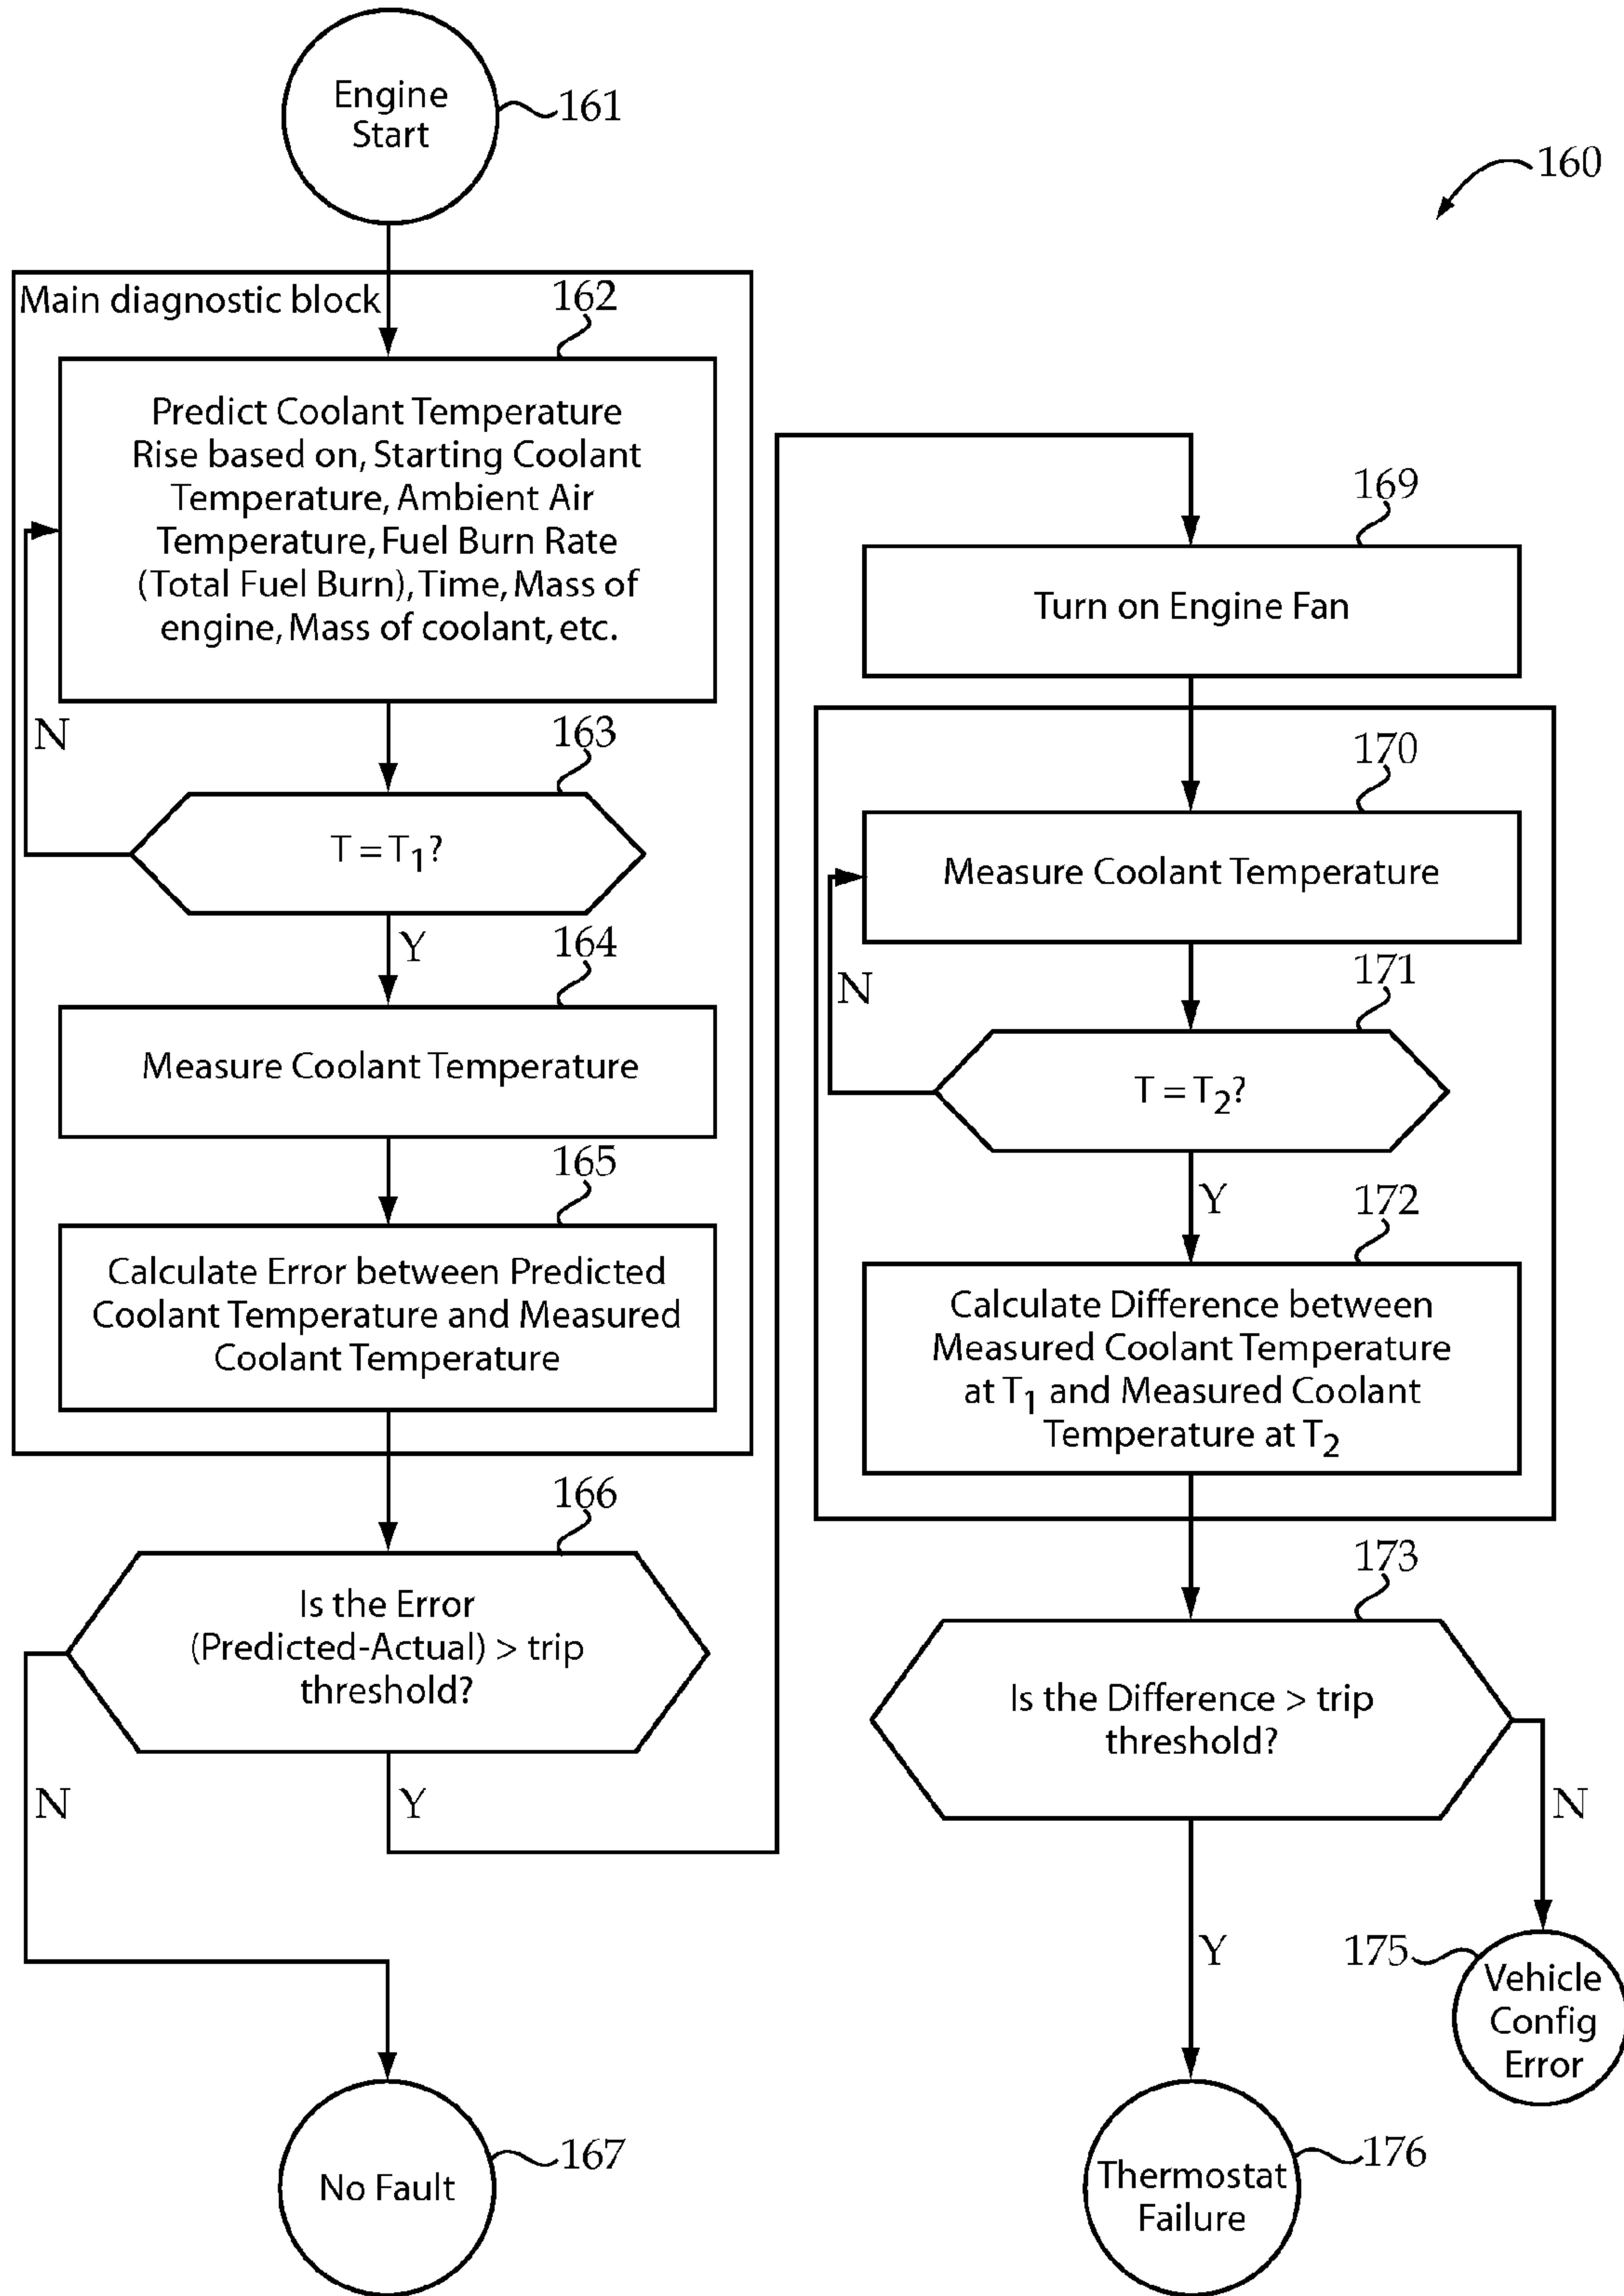 Engine
Start
161
160
Main diagnostic block
162
Predict Coolant Temperature
Rise based on, Starting Coolant
Temperature, Ambient Air
Temperature, Fuel Burn Rate
(Total Fuel Burn), Time, Mass of
engine, Mass of coolant, etc.
N
163
T = T1?
Y
164
Measure Coolant Temperature
165
Calculate Error between Predicted
Coolant Temperature and Measured
Coolant Temperature
166
Is the Error
(Predicted-Actual) > trip
threshold?
N
Y
No Fault
167
169
Turn on Engine Fan
170
Measure Coolant Temperature
N
171
T = T2?
Y
172
Calculate Difference between
Measured Coolant Temperature
at T1 and Measured Coolant
Temperature at T2
173
Is the Difference > trip
threshold?
N
Y
175
Vehicle
Config
Error
Thermostat
Failure
176